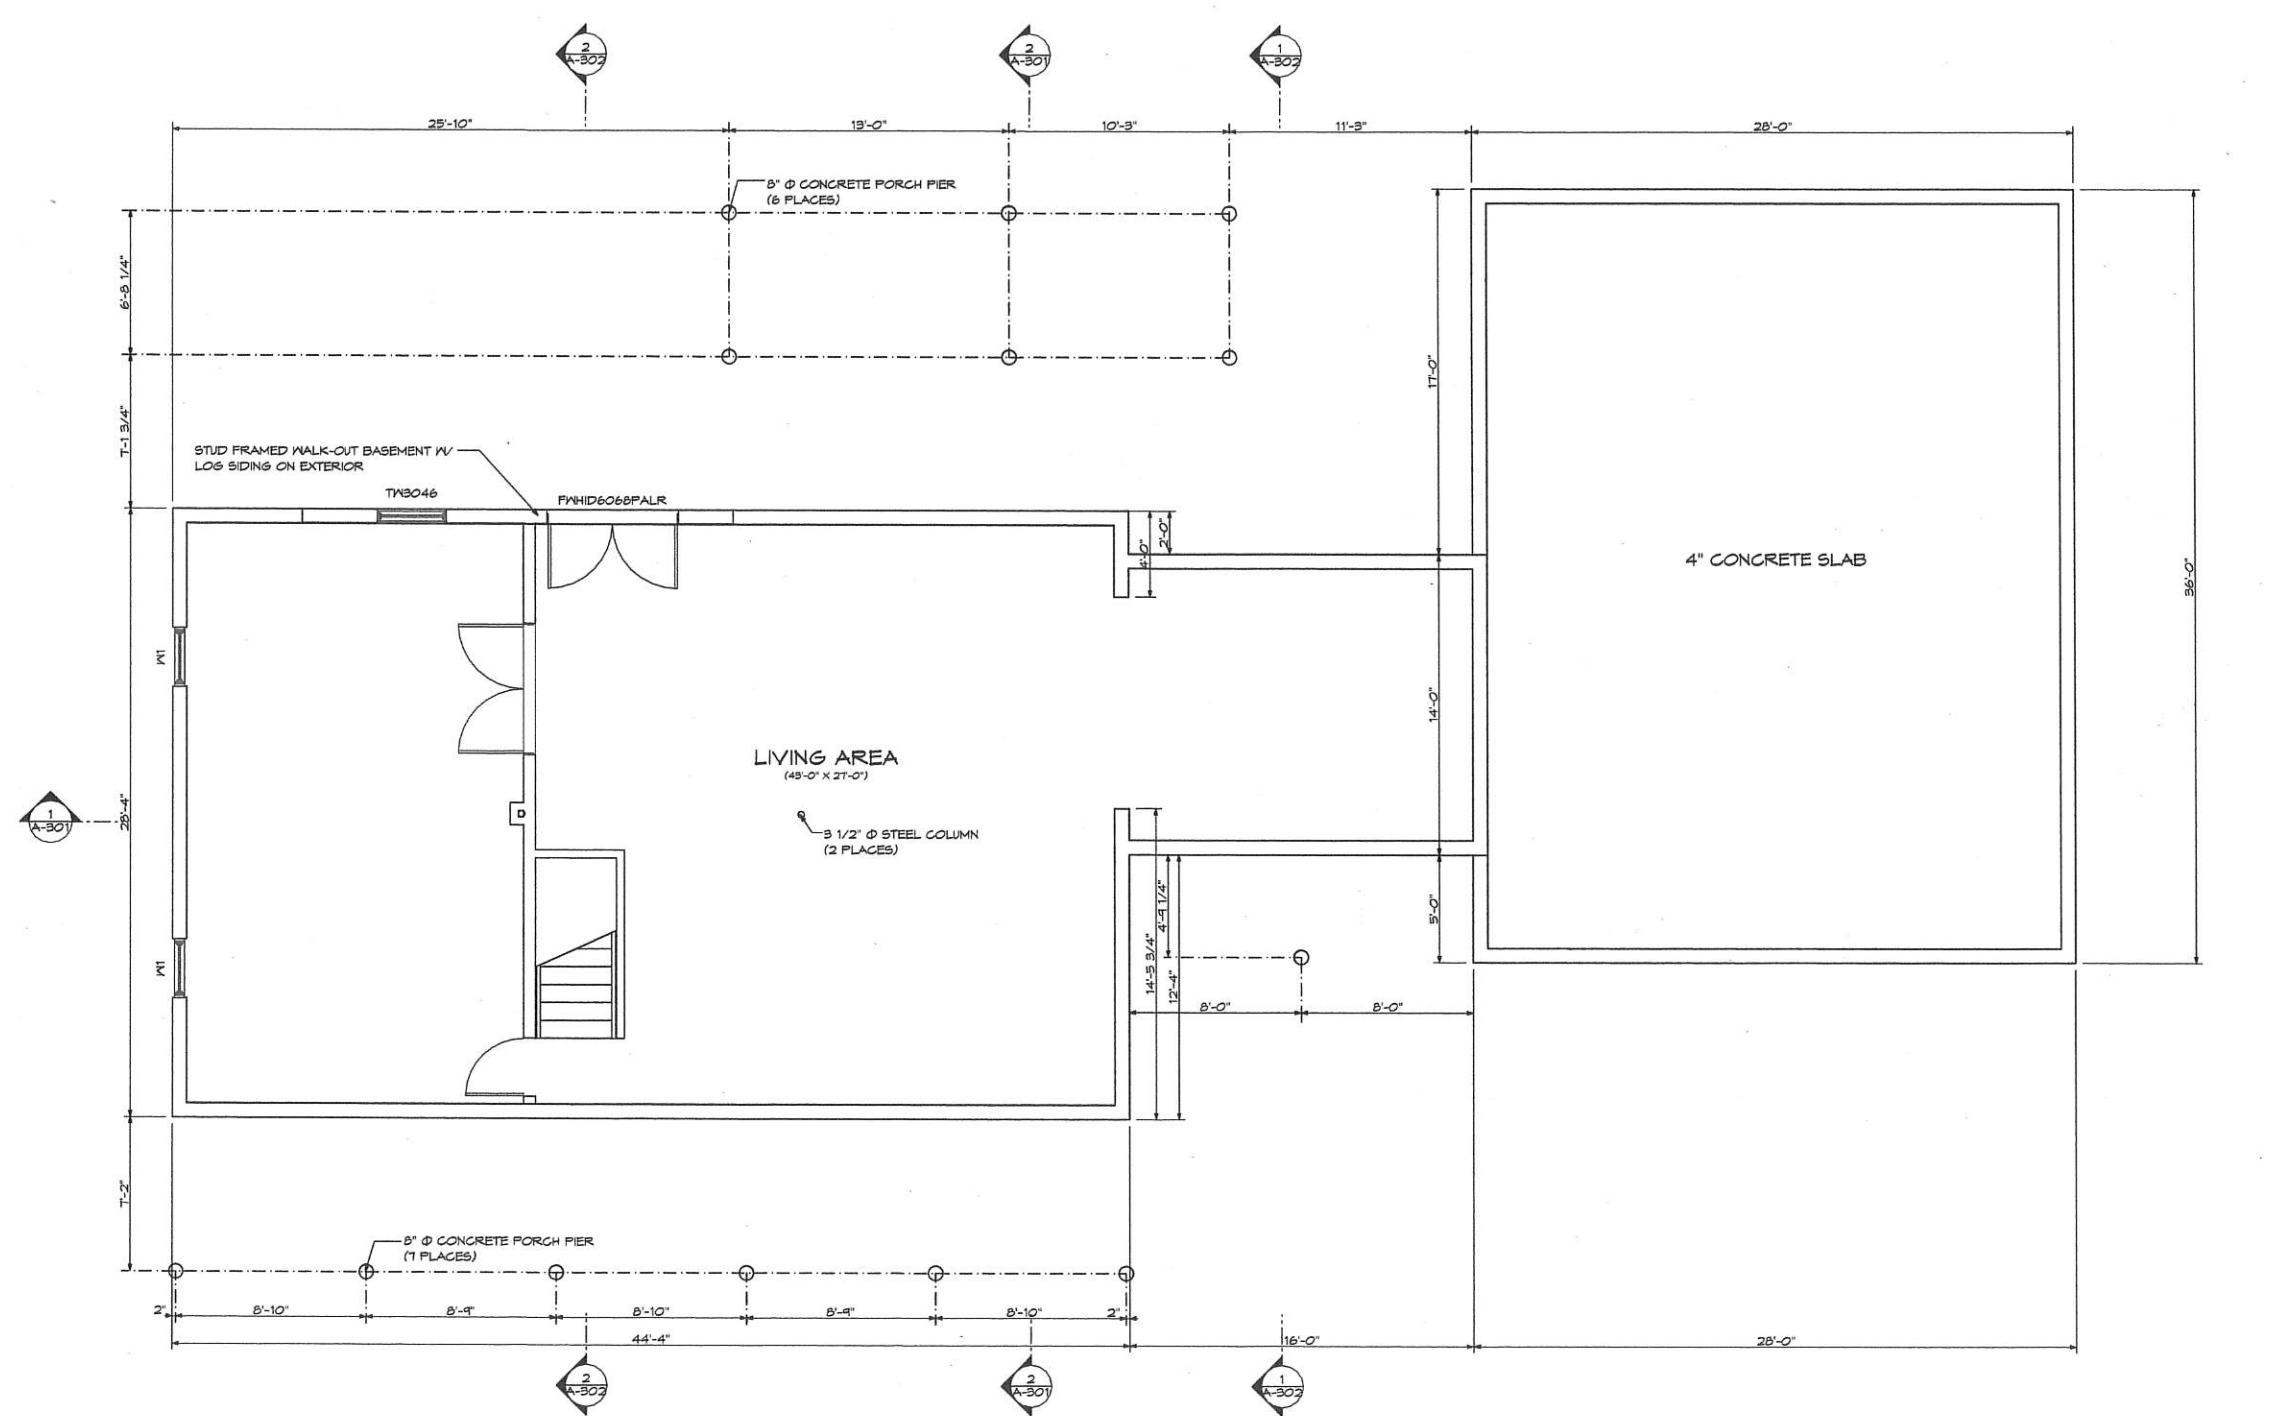 2
A-302
2
A-301
1
A-302
25'-10"
13'-0"
10'-3"
11'-3"
28'-0"
8" Φ CONCRETE PORCH PIER
(6 PLACES)
6'-8 1/4"
7'-1 3/4"
17'-0"
STUD FRAMED WALK-OUT BASEMENT W/
LOG SIDING ON EXTERIOR
TW3046
FWHID6068PALR
2'-0"
4'-0"
4" CONCRETE SLAB
36'-0"
1W
14'-0"
LIVING AREA
(43'-0" X 27'-0")
1
A-301
28'-4"
3 1/2" Φ STEEL COLUMN
(2 PLACES)
4'-9 1/4"
5'-0"
14'-5 3/4"
12'-4"
1W
8'-0"
8'-0"
7'-2"
8" Φ CONCRETE PORCH PIER
(7 PLACES)
2"
8'-10"
8'-9"
8'-10"
8'-9"
8'-10"
2"
44'-4"
16'-0"
28'-0"
2
A-302
2
A-301
1
A-302